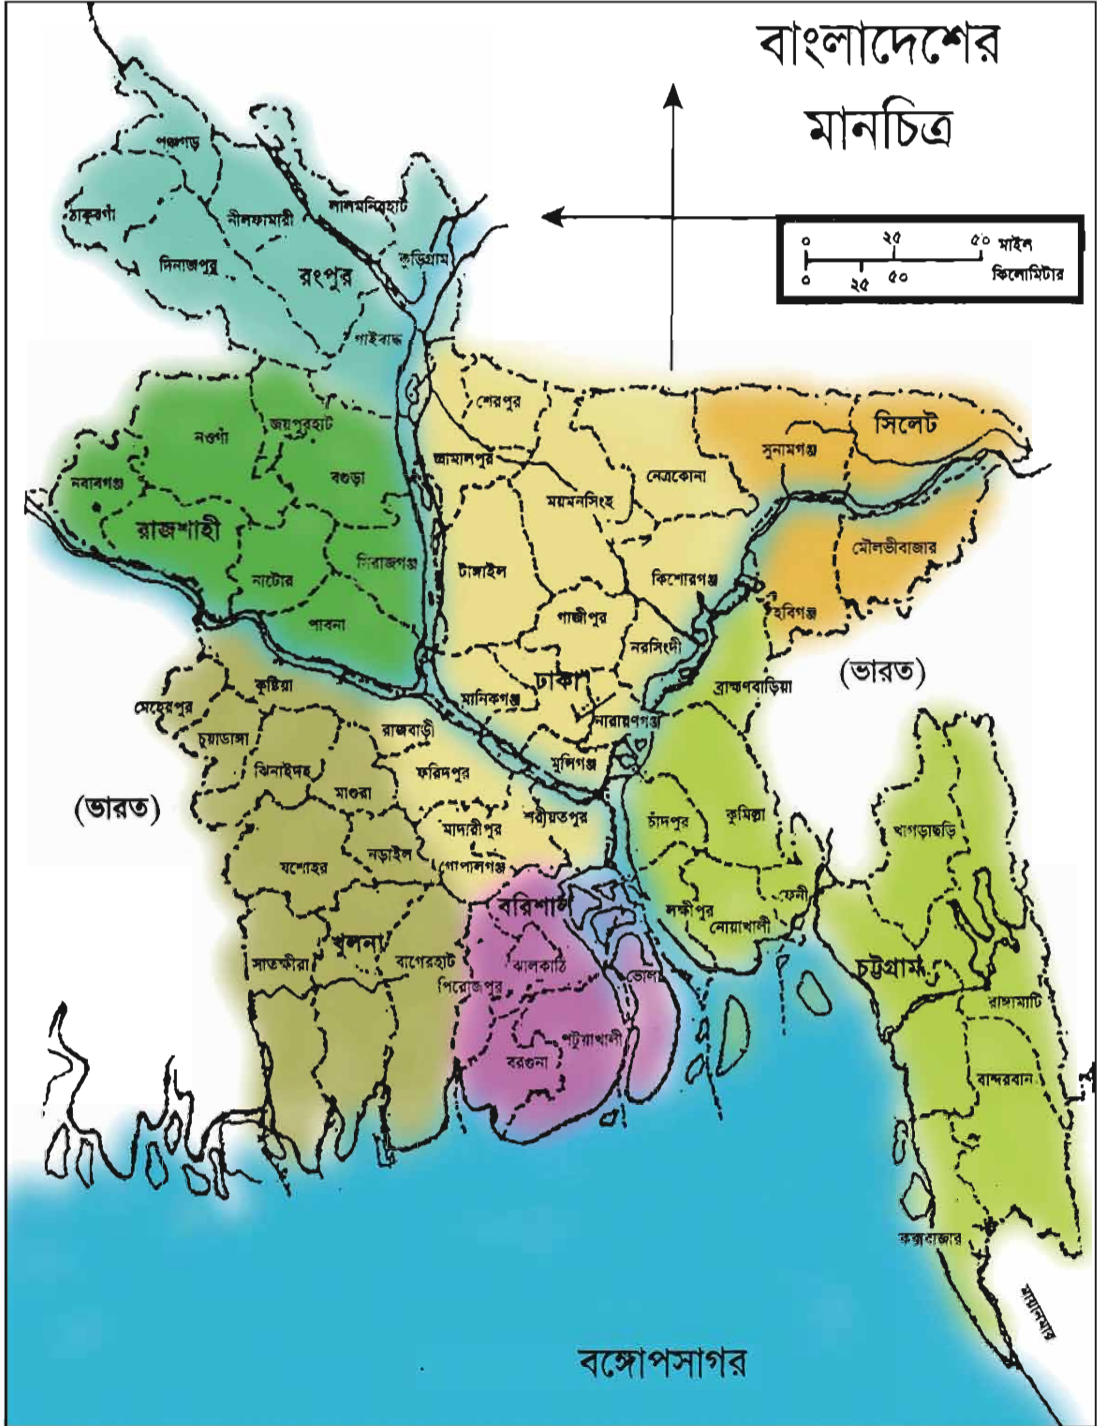 বাংলাদেশের
মানচিত্র
০ ২৫ ৫০ মাইল
০ ২৫ ৫০ কিলোমিটার
পঞ্চগড়
ঠাকুরগাঁ
নীলফামারী
লালমনিরহাট
দিনাজপুর
রংপুর
কুড়িগ্রাম
গাইবান্ধা
শেরপুর
নওগাঁ
জয়পুরহাট
জামালপুর
সুনামগঞ্জ
সিলেট
নবাবগঞ্জ
বগুড়া
ময়মনসিংহ
নেত্রকোনা
রাজশাহী
মৌলভীবাজার
নাটোর
সিরাজগঞ্জ
টাঙ্গাইল
কিশোরগঞ্জ
পাবনা
গাজীপুর
নরসিংদী
হবিগঞ্জ
(ভারত)
কুষ্টিয়া
মেহেরপুর
মানিকগঞ্জ
ঢাকা
ব্রাহ্মণবাড়িয়া
চুয়াডাঙ্গা
রাজবাড়ী
নারায়ণগঞ্জ
ঝিনাইদহ
ফরিদপুর
মুন্সিগঞ্জ
(ভারত)
মাগুরা
মাদারীপুর
শরীয়তপুর
চাঁদপুর
কুমিল্লা
খাগড়াছড়ি
যশোহর
নড়াইল
গোপালগঞ্জ
বরিশাল
লক্ষীপুর
ফেনী
নোয়াখালী
সাতক্ষীরা
খুলনা
বাগেরহাট
পিরোজপুর
ঝালকাঠি
ভোলা
চট্টগ্রাম
রাঙ্গামাটি
পটুয়াখালী
বরগুনা
বান্দরবান
কক্সবাজার
মায়ানমার
বঙ্গোপসাগর